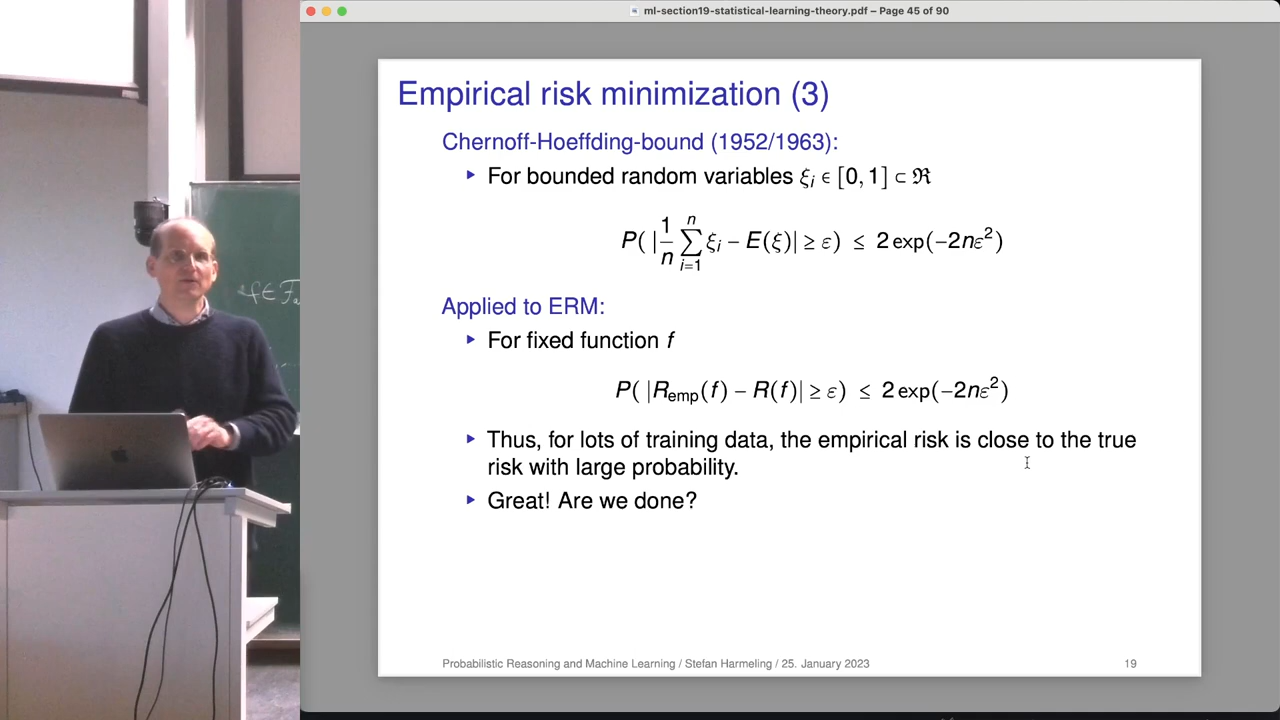 ml-section19-statistical-learning-theory.pdf – Page 45 of 90
Empirical risk minimization (3)
Chernoff-Hoeffding-bound (1952/1963):
▸ For bounded random variables ξᵢ ∈ [0, 1] ⊂ ℜ
P( |1/n ∑ⁿᵢ₌₁ ξᵢ − E(ξ)| ≥ ε) ≤ 2 exp(−2nε²)
Applied to ERM:
▸ For fixed function f
P( |R_emp(f) − R(f)| ≥ ε) ≤ 2 exp(−2nε²)
▸ Thus, for lots of training data, the empirical risk is close to the true
risk with large probability.
▸ Great! Are we done?
Probabilistic Reasoning and Machine Learning / Stefan Harmeling / 25. January 2023
19